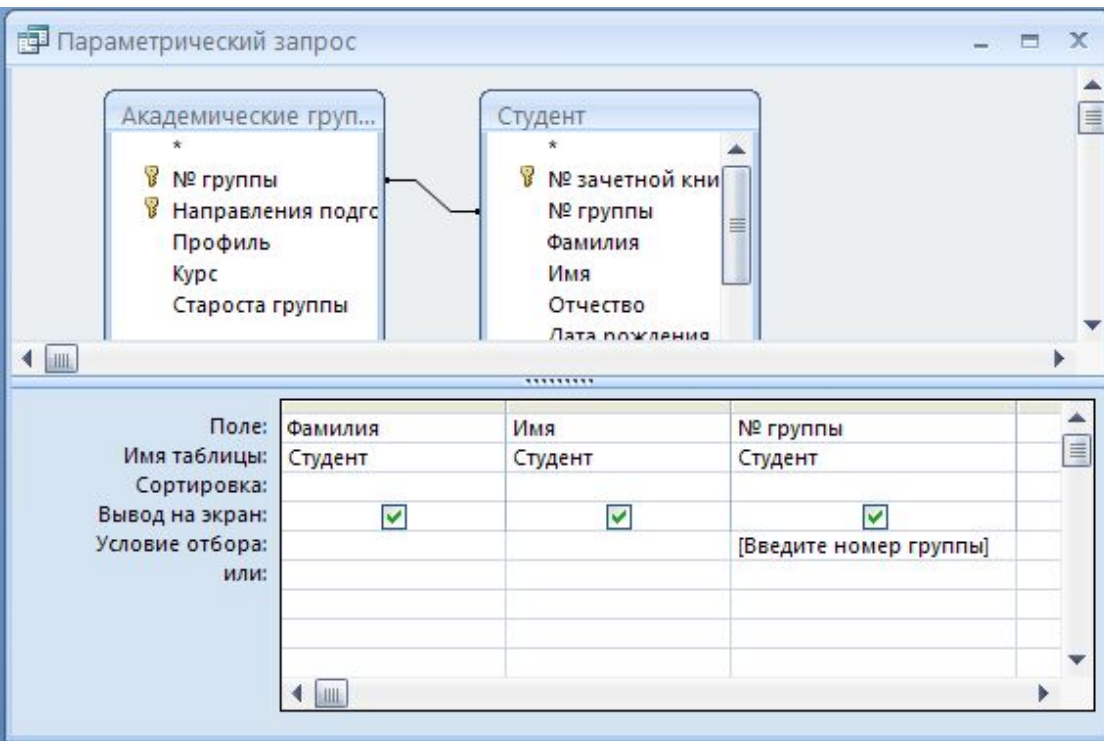 Параметрический запрос
Академические груп...
*
№ группы
Направления подго
Профиль
Курс
Староста группы
Студент
*
№ зачетной кни
№ группы
Фамилия
Имя
Отчество
Дата рождения
Поле: Фамилия Имя № группы
Имя таблицы: Студент Студент Студент
Сортировка:
Вывод на экран:
Условие отбора: [Введите номер группы]
или: